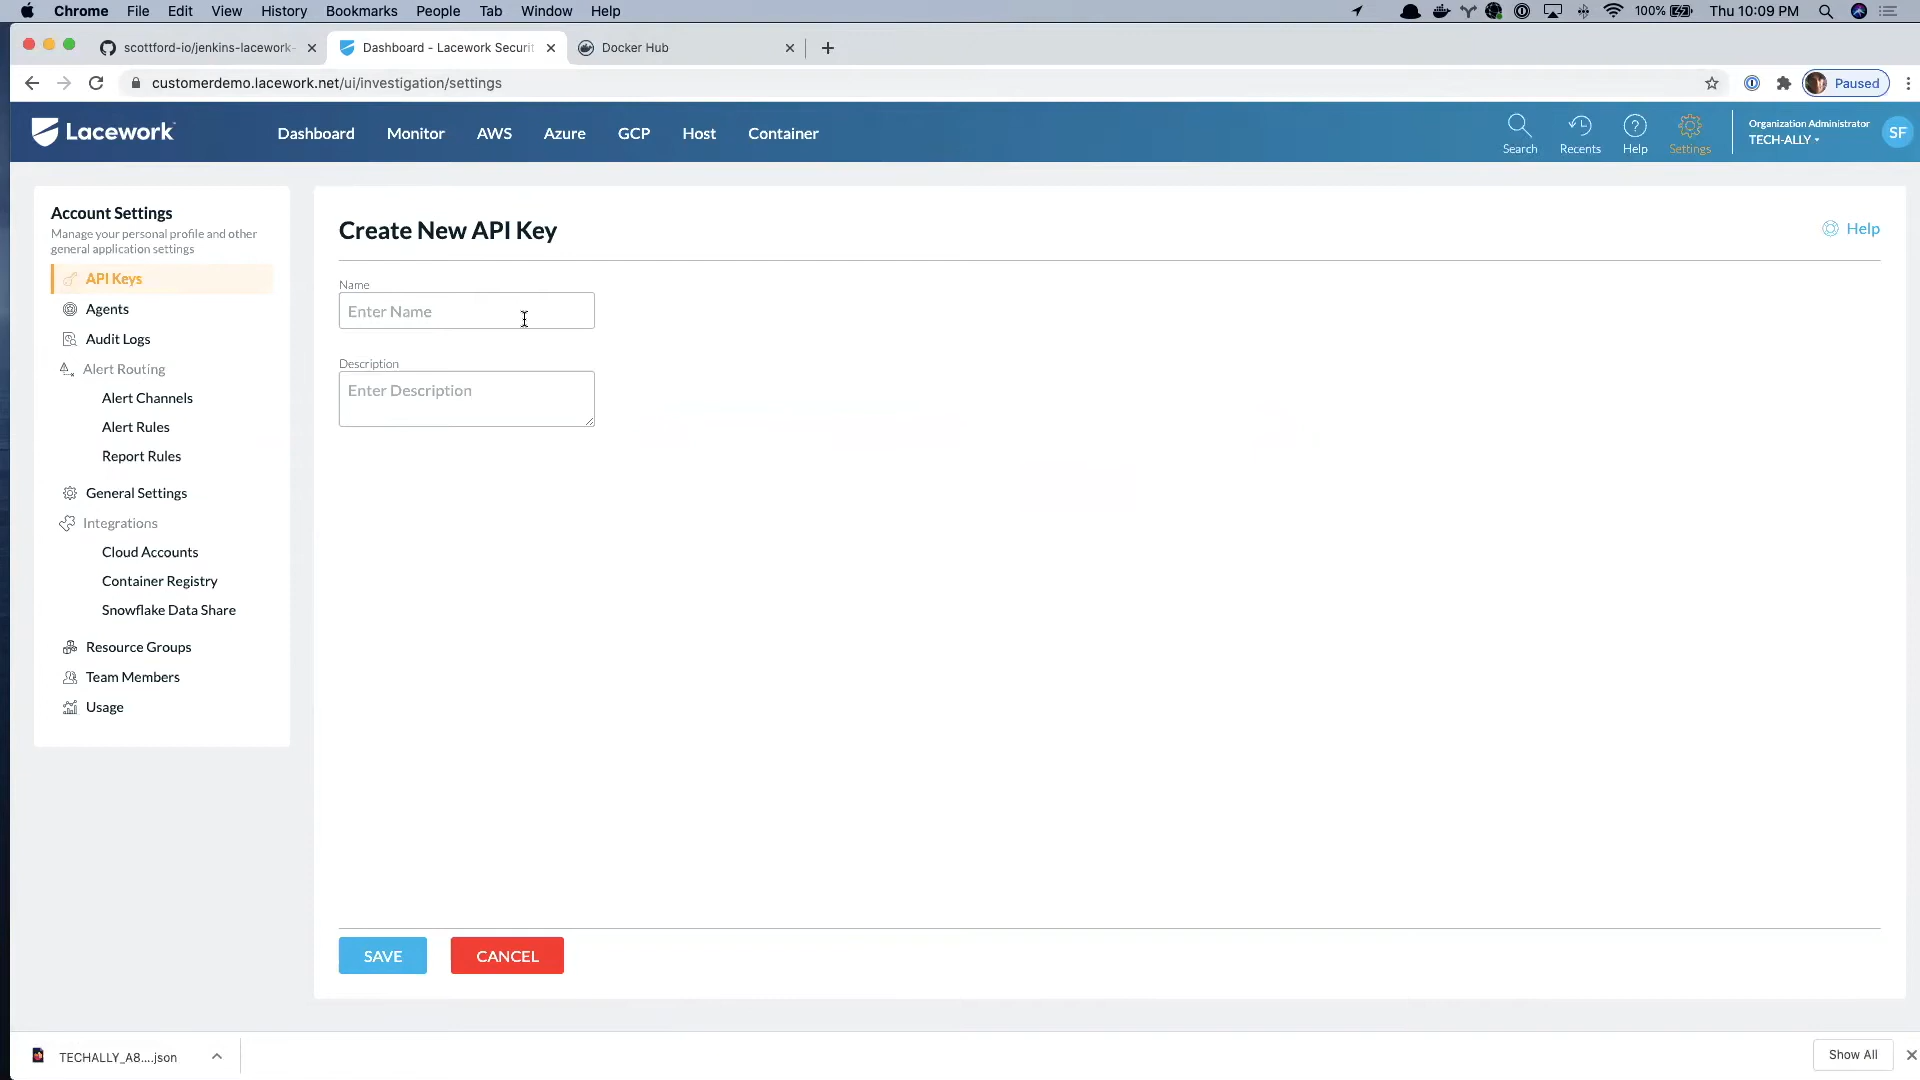 Chrome File Edit View History Bookmarks People Tab Window Help 100% Thu 10:09 PM
scottford-io/jenkins-lacework- Dashboard - Lacework Securit Docker Hub
customerdemo.lacework.net/ui/investigation/settings Paused
Lacework Dashboard Monitor AWS Azure GCP Host Container Search Recents Help Settings Organization Administrator TECH-ALLY SF
Account Settings
Manage your personal profile and other
general application settings
API Keys
Agents
Audit Logs
Alert Routing
Alert Channels
Alert Rules
Report Rules
General Settings
Integrations
Cloud Accounts
Container Registry
Snowflake Data Share
Resource Groups
Team Members
Usage
Create New API Key
Help
Name
Enter Name
Description
Enter Description
SAVE CANCEL
TECHALLY_A8....json Show All